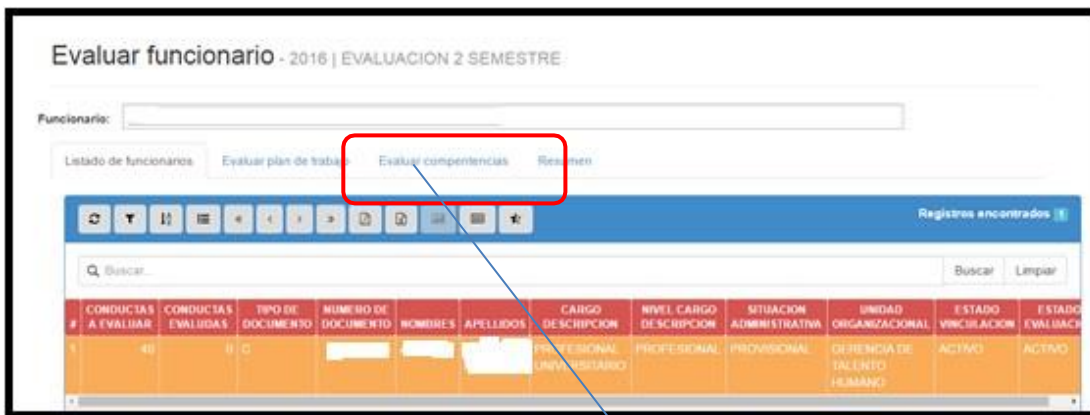 Evaluar funcionario - 2016 | EVALUACION 2 SEMESTRE
Funcionario:
Listado de funcionarios Evaluar plan de trabajo Evaluar compentencias Resumen
Registros encontrados 1
Buscar... Buscar Limpiar
# CONDUCTAS A EVALUAR CONDUCTAS EVALUDAS TIPO DE DOCUMENTO NUMERO DE DOCUMENTO NOMBRES APELLIDOS CARGO DESCRIPCION NIVEL CARGO DESCRIPCION SITUACION ADMINISTRATIVA UNIDAD ORGANIZACIONAL ESTADO VINCULACION ESTADO
1 40 0 C PROFESIONAL UNIVERSITARIO PROFESIONAL PROVISIONAL GERENCIA DE TALENTO HUMANO ACTIVO ACTIVO